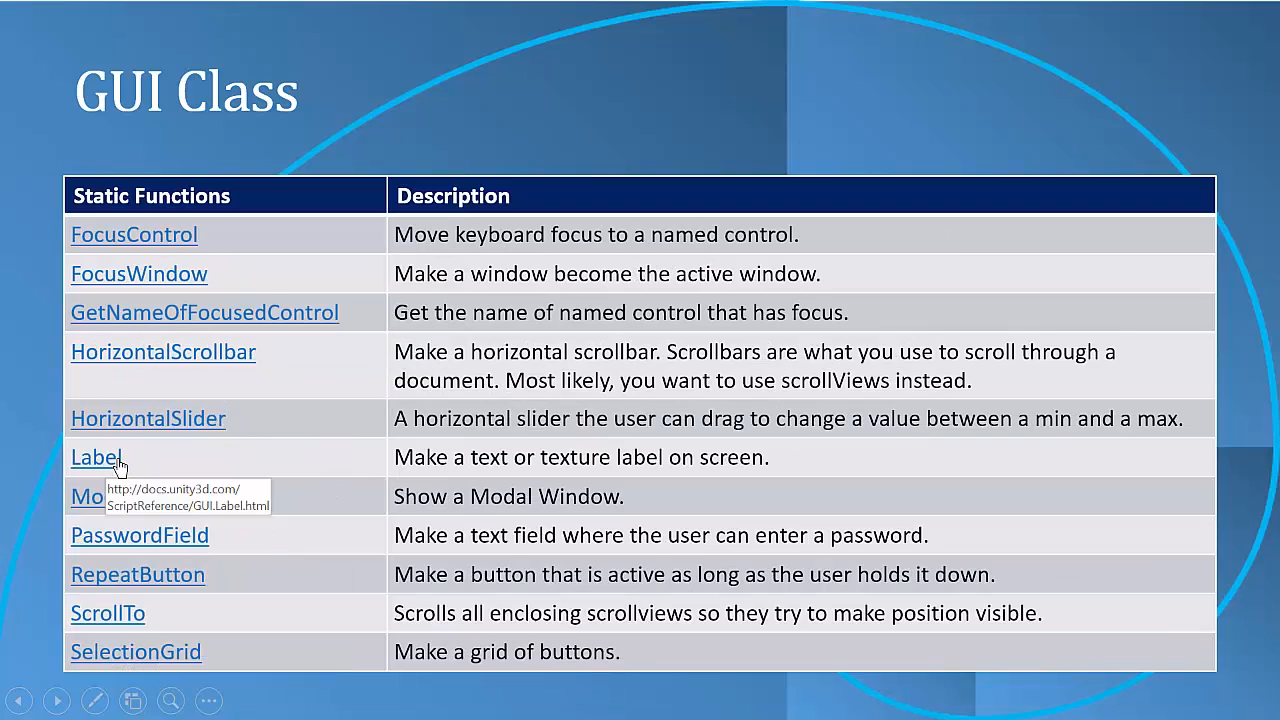 GUI Class
Static Functions Description
FocusControl Move keyboard focus to a named control.
FocusWindow Make a window become the active window.
GetNameOfFocusedControl Get the name of named control that has focus.
HorizontalScrollbar Make a horizontal scrollbar. Scrollbars are what you use to scroll through a
document. Most likely, you want to use scrollViews instead.
HorizontalSlider A horizontal slider the user can drag to change a value between a min and a max.
Label Make a text or texture label on screen.
http://docs.unity3d.com/
ScriptReference/GUI.Label.html
Mo Show a Modal Window.
PasswordField Make a text field where the user can enter a password.
RepeatButton Make a button that is active as long as the user holds it down.
ScrollTo Scrolls all enclosing scrollviews so they try to make position visible.
SelectionGrid Make a grid of buttons.